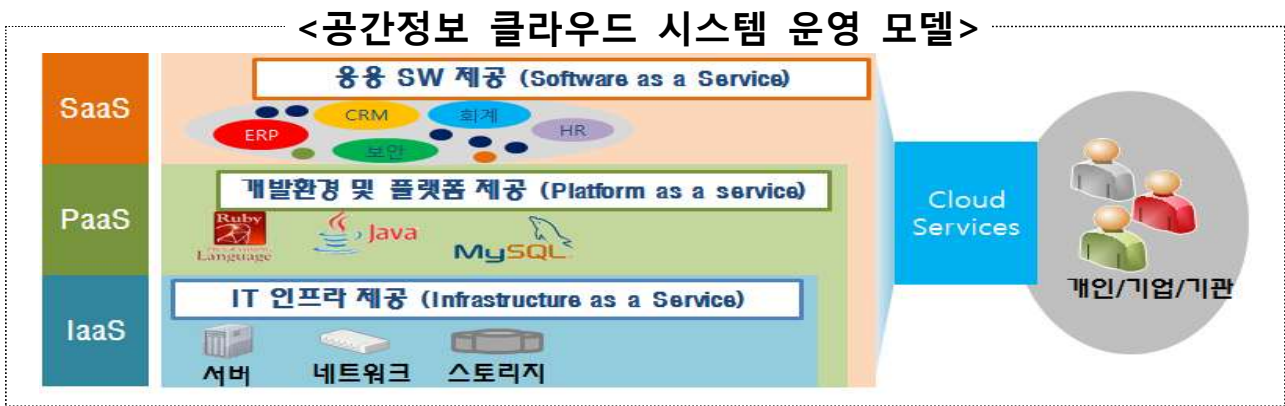 <공간정보 클라우드 시스템 운영 모델>
SaaS
응용 SW 제공 (Software as a Service)
CRM
회계
ERP
HR
보안
PaaS
개발환경 및 플랫폼 제공 (Platform as a service)
Ruby
Language
Java
MySQL
IaaS
IT 인프라 제공 (Infrastructure as a Service)
서버
네트워크
스토리지
Cloud
Services
개인/기업/기관